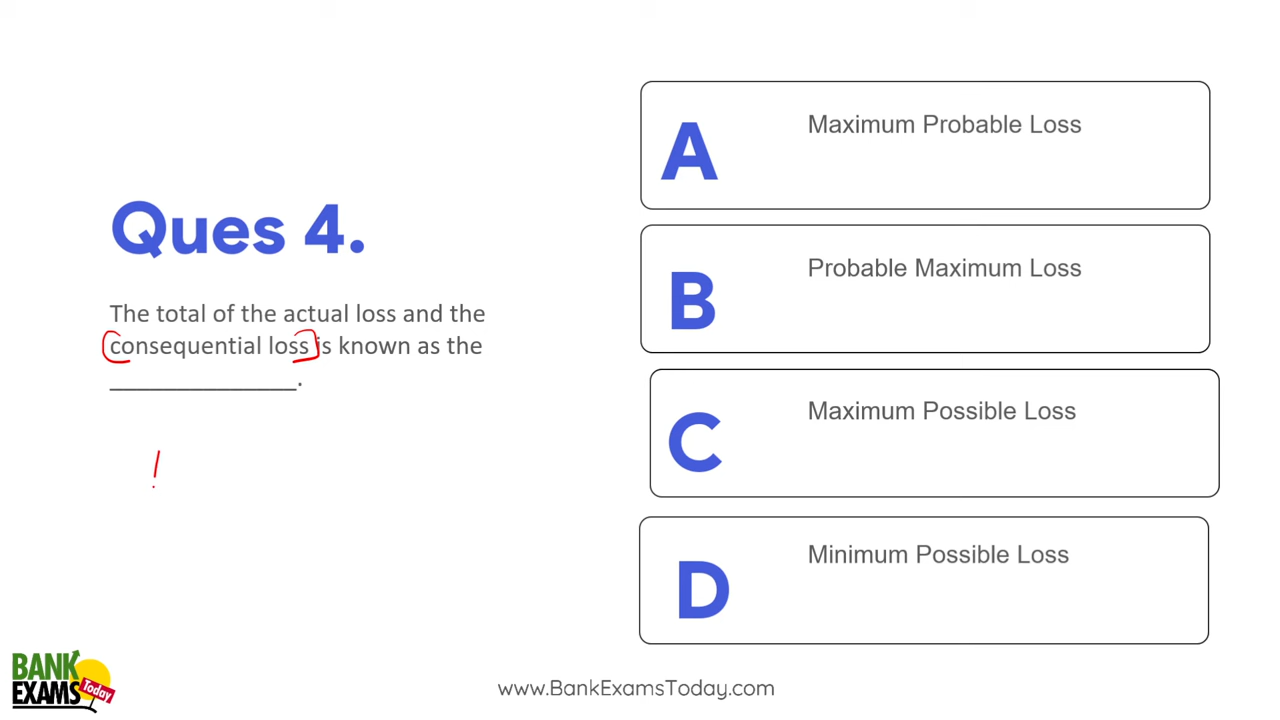 Ques 4.
The total of the actual loss and the
consequential loss is known as the
_______________.
!
A
Maximum Probable Loss
B
Probable Maximum Loss
C
Maximum Possible Loss
D
Minimum Possible Loss
BANK
EXAMS
Today
www.BankExamsToday.com